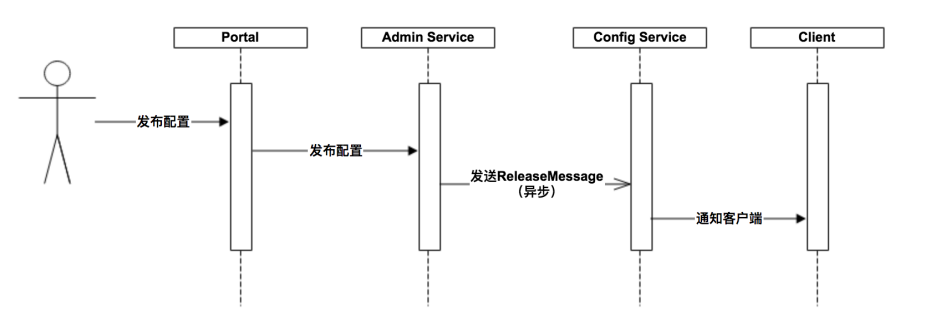 Portal
Admin Service
Config Service
Client
发布配置
发布配置
发送ReleaseMessage
（异步）
通知客户端